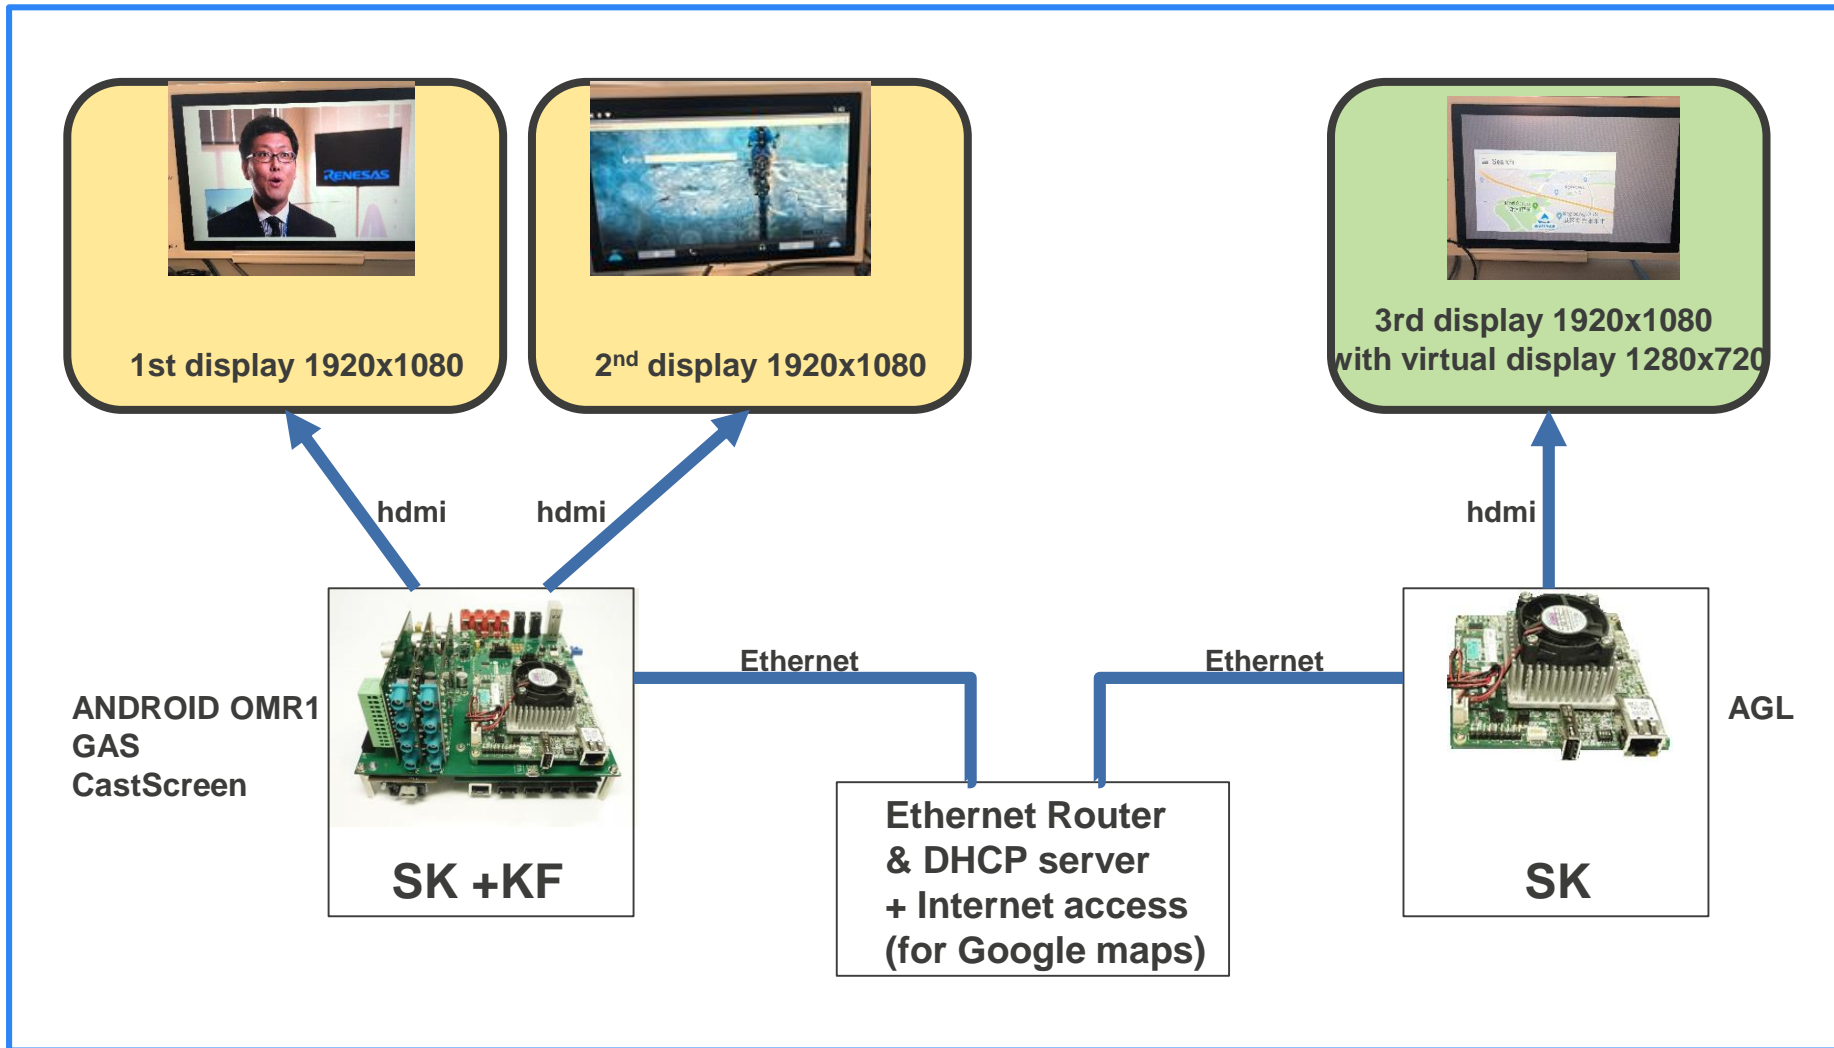 RENESAS
Search
1st display 1920x1080
2nd display 1920x1080
3rd display 1920x1080
with virtual display 1280x720
hdmi
hdmi
hdmi
Ethernet
Ethernet
ANDROID OMR1
GAS
CastScreen
AGL
SK +KF
Ethernet Router
& DHCP server
+ Internet access
(for Google maps)
SK